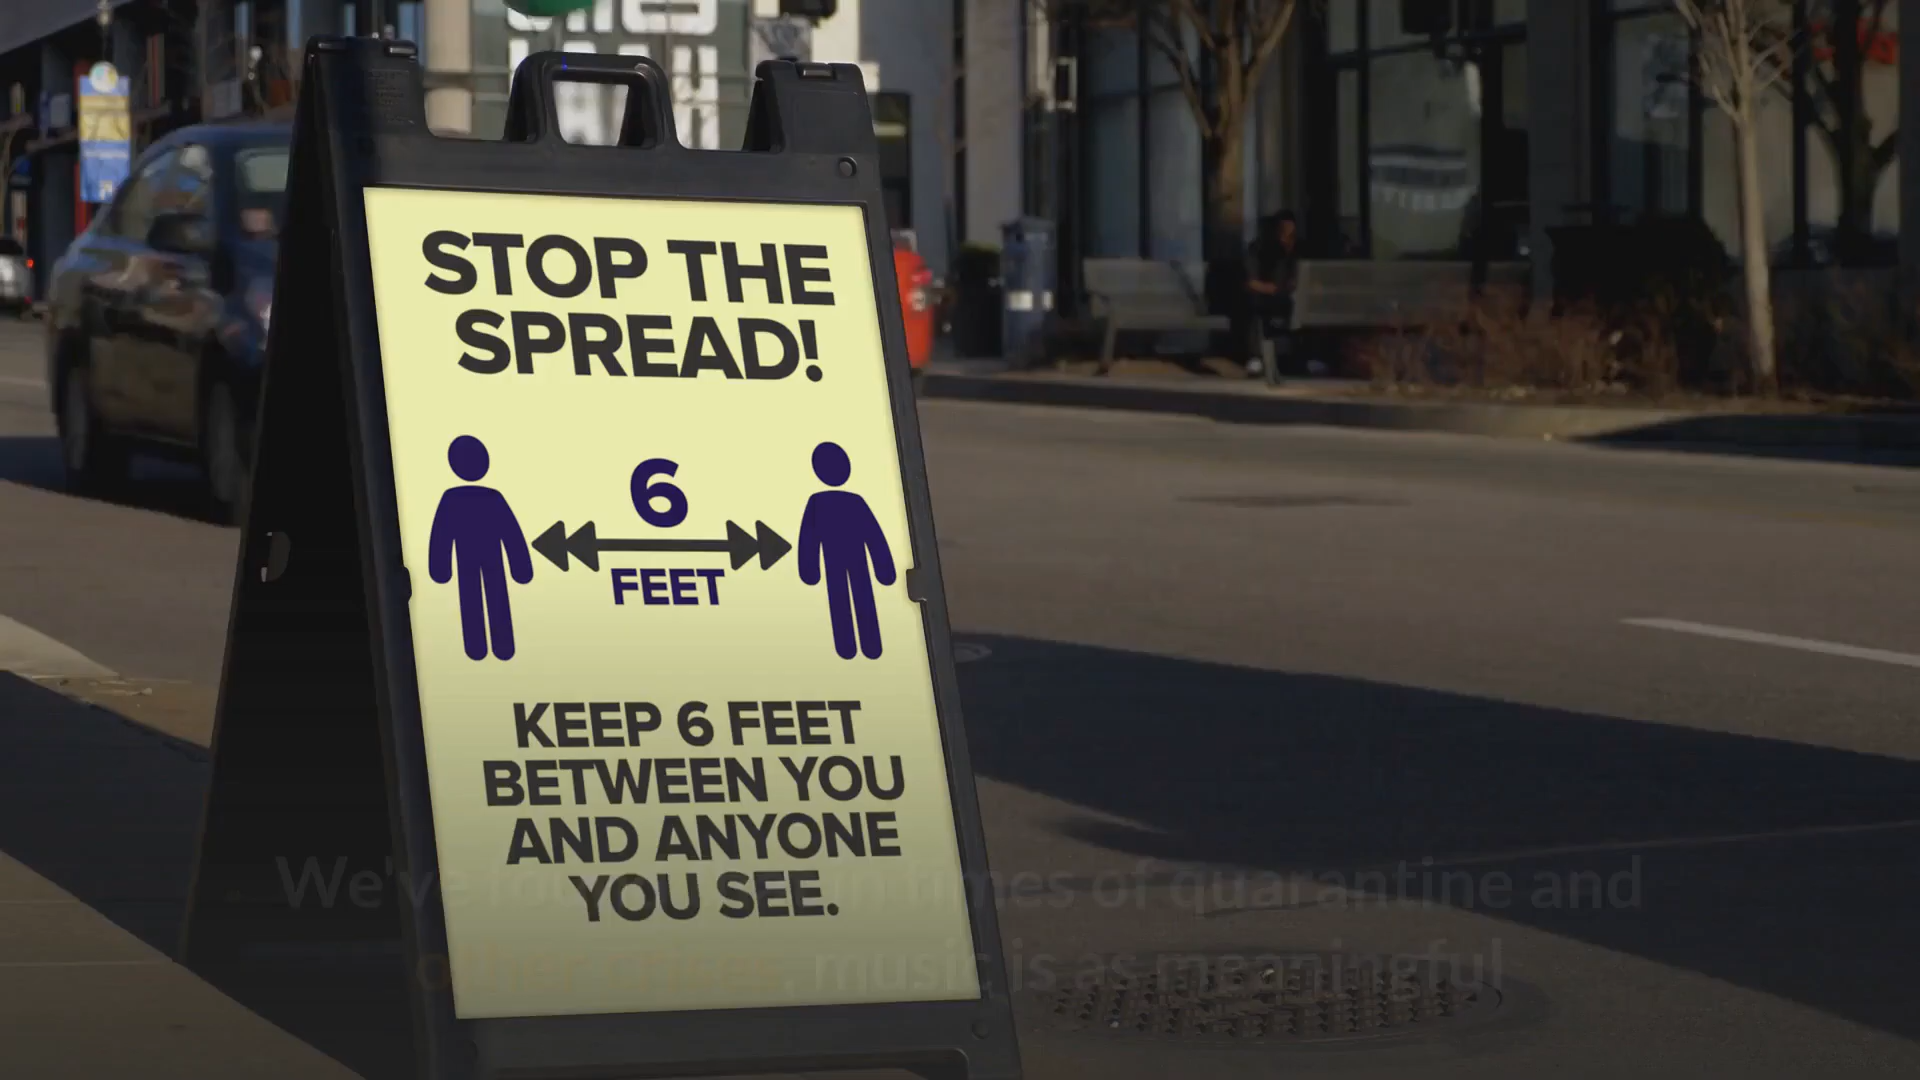 STOP THE
SPREAD!
6
FEET
KEEP 6 FEET
BETWEEN YOU
AND ANYONE
YOU SEE.
We've in times of quarantine and
music is as meaningful